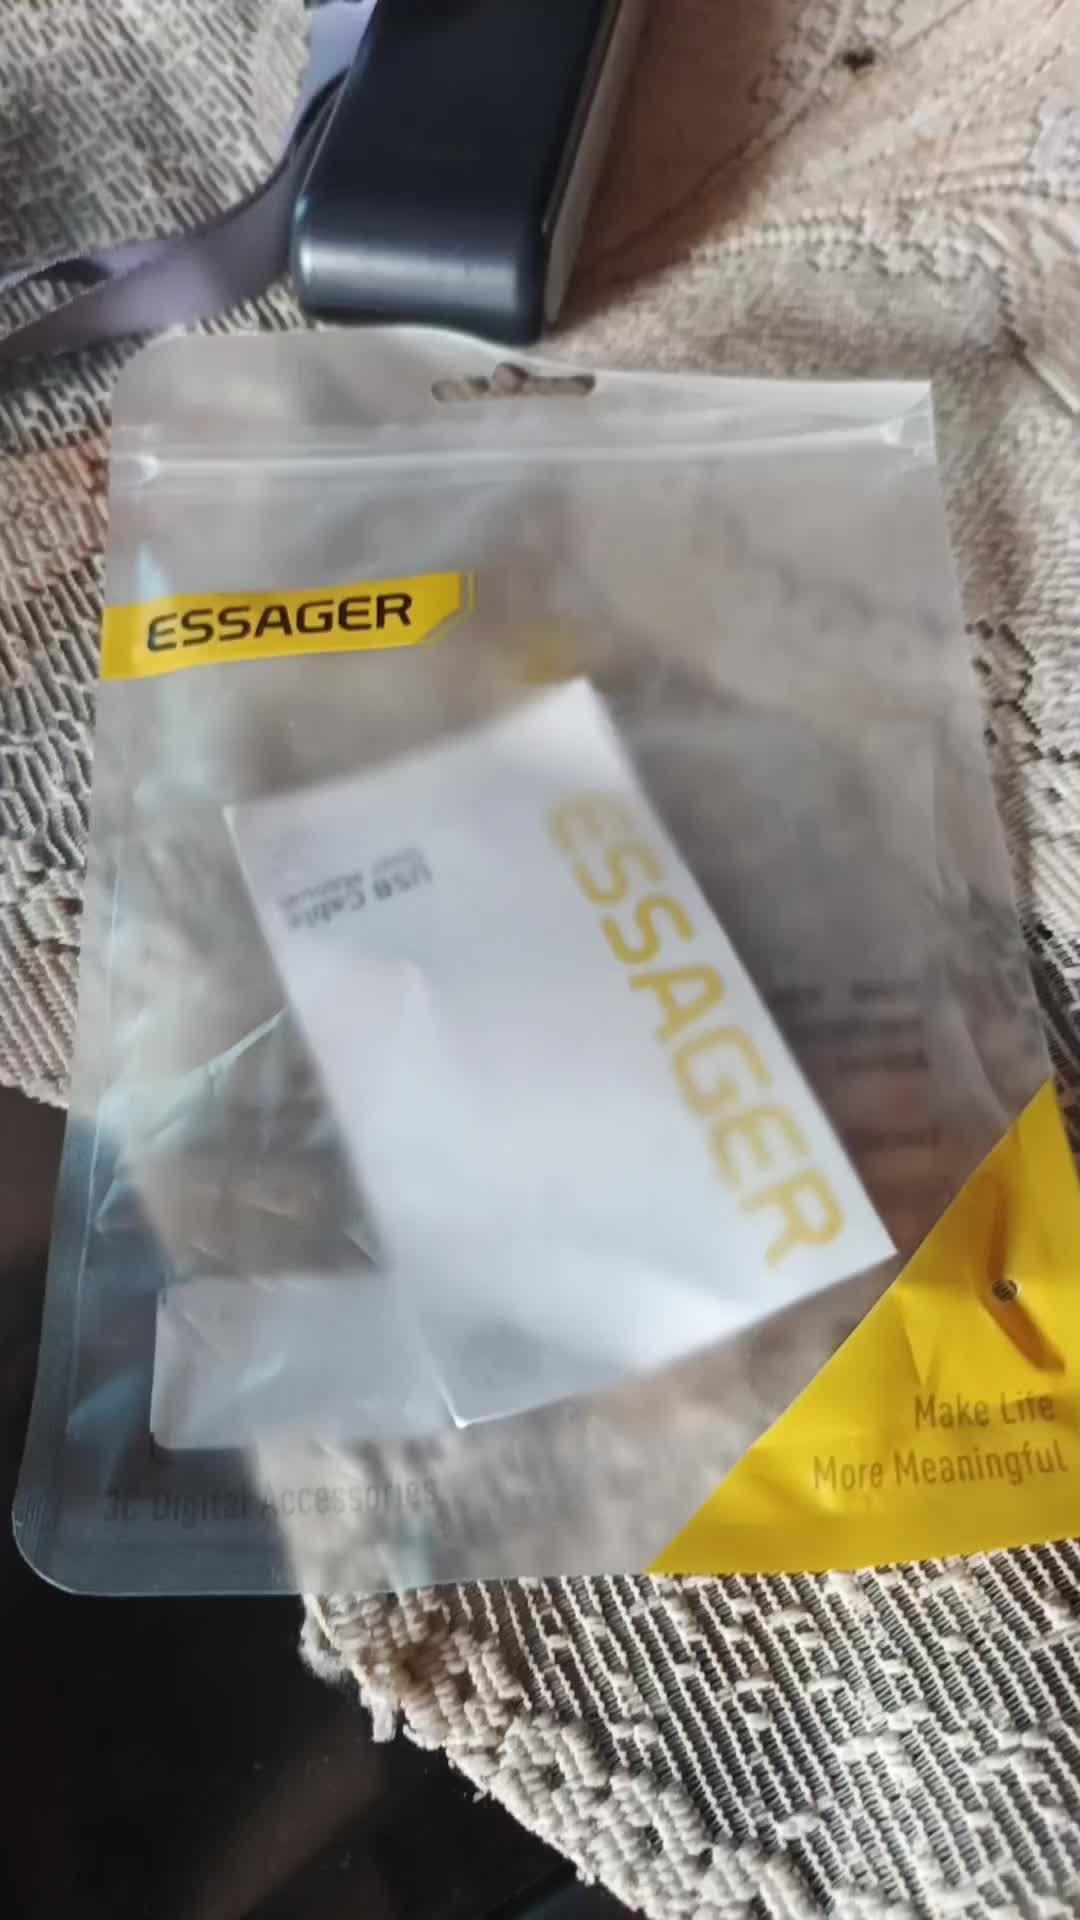 ESSAGER
USB Cable
ESSAGER
Make Life
More Meaningful
3C Digital Accessories